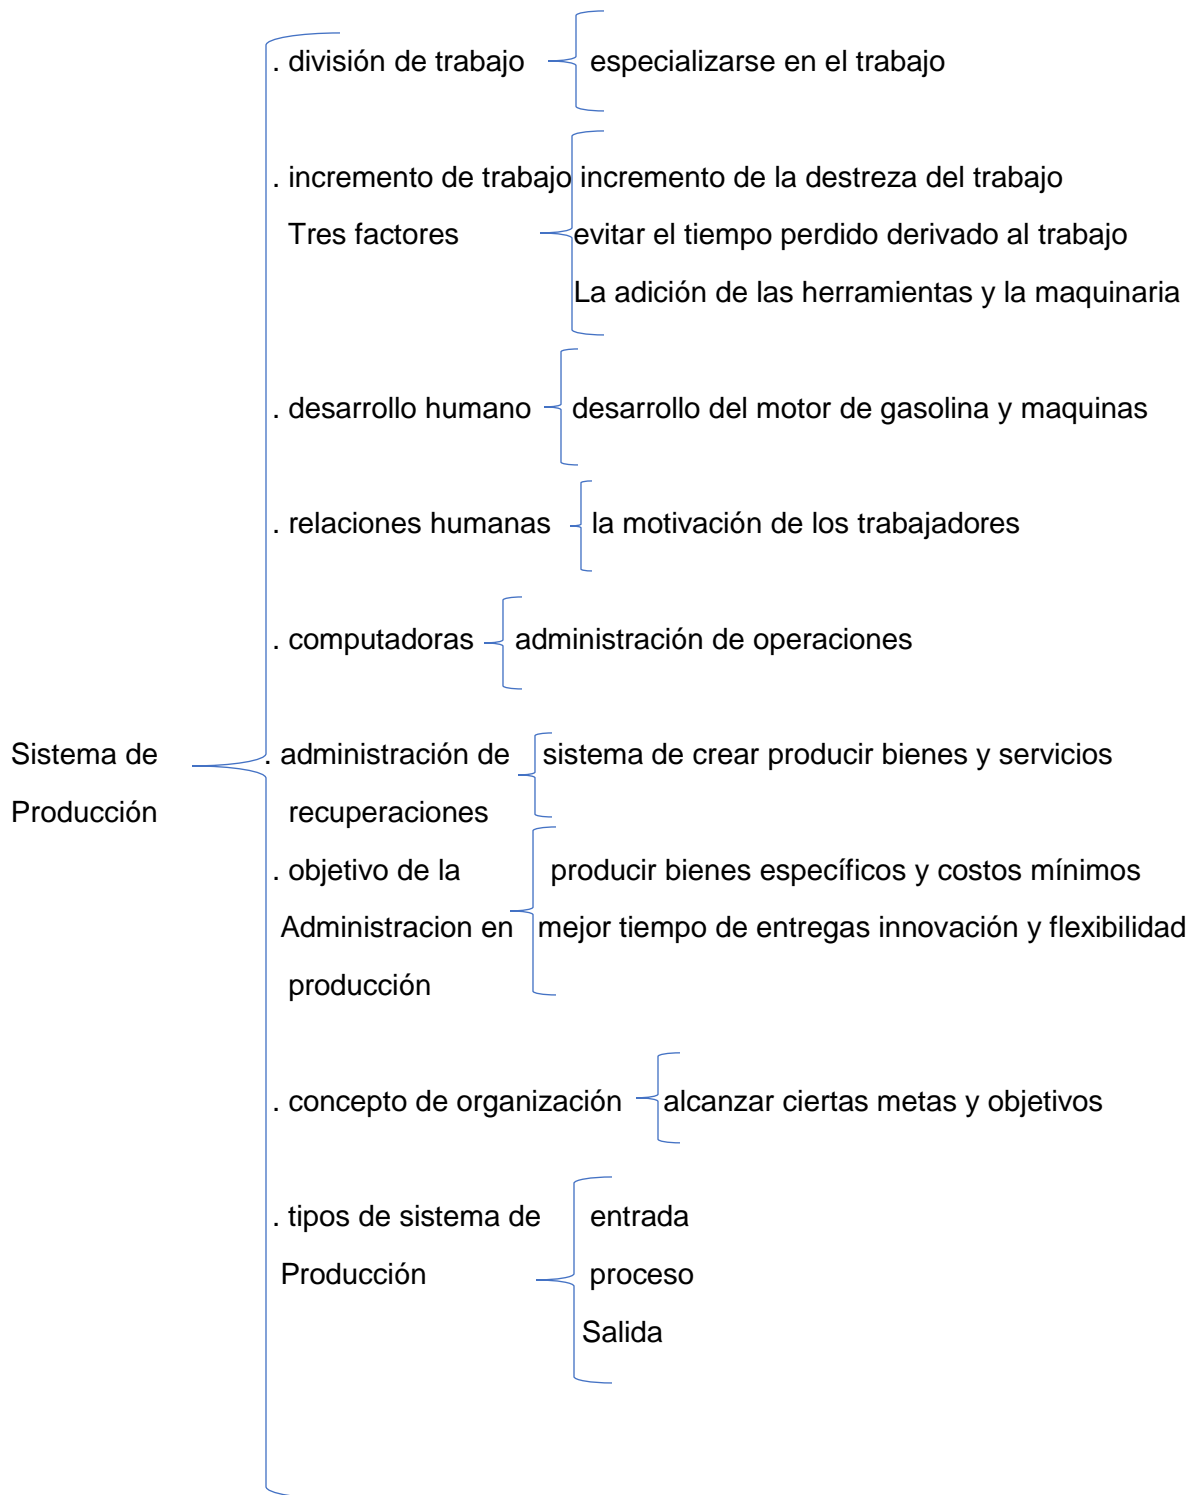 . división de trabajo especializarse en el trabajo
. incremento de trabajo incremento de la destreza del trabajo
Tres factores evitar el tiempo perdido derivado al trabajo
La adición de las herramientas y la maquinaria
. desarrollo humano desarrollo del motor de gasolina y maquinas
. relaciones humanas la motivación de los trabajadores
. computadoras administración de operaciones
Sistema de . administración de sistema de crear producir bienes y servicios
Producción recuperaciones
. objetivo de la producir bienes específicos y costos mínimos
Administracion en mejor tiempo de entregas innovación y flexibilidad
producción
. concepto de organización alcanzar ciertas metas y objetivos
. tipos de sistema de entrada
Producción proceso
Salida